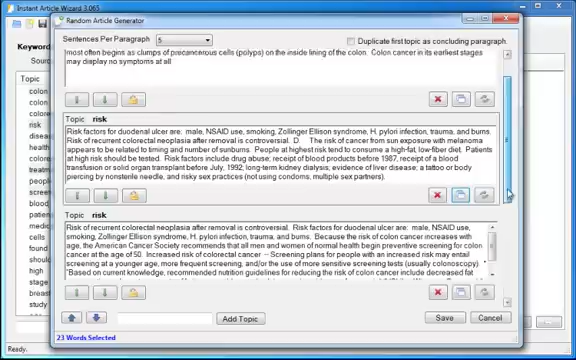 Instant Article Wizard 3.065
Random Article Generator
Sentences Per Paragraph 5
Duplicate first topic as concluding paragraph
most often begins as clumps of precancerous cells (polyps) on the inside lining of the colon. Colon cancer in its earliest stages
may display no symptoms at all
Topic risk
Risk factors for duodenal ulcer are: male, NSAID use, smoking, Zollinger Ellison syndrome, H. pylori infection, trauma, and burns.
Risk of recurrent colorectal neoplasia after removal is controversial. D The risk of cancer from sun exposure with melanoma
appears to be related to timing and number of sunburns. People at highest risk tend to consume a high-fat, low-fiber diet. Patients
at high risk should be tested. Risk factors include drug abuse; receipt of blood products before 1987, receipt of a blood
transfusion or solid organ transplant before July, 1992; long-term kidney dialysis; evidence of liver disease; a tattoo or body
piercing by nonsterile needle, and risky sex practices (not using condoms, multiple sex partners).
Topic risk
Risk of recurrent colorectal neoplasia after removal is controversial. Risk factors for duodenal ulcer are: male, NSAID use,
smoking, Zollinger Ellison syndrome, H. pylori infection, trauma, and burns. Because the risk of colon cancer increases with
age, the American Cancer Society recommends that all men and women of normal health begin preventive screening for colon
cancer at the age of 50. Increased risk of colorectal cancer -- Screening plans for people with an increased risk may entail
screening at a younger age, more frequent screening, and/or the use of more sensitive screening tests (usually colonoscopy)
"Based on current knowledge, recommended nutrition guidelines for reducing the risk of colon cancer include decreased fat
Add Topic
Save
Cancel
23 Words Selected
Keyword
Sourc
Topic
colon
colon
colon
risk
disease
health
colon
cance
people
blood
patien
medic
cells
found
should
high
breast
study
stages
Ready.